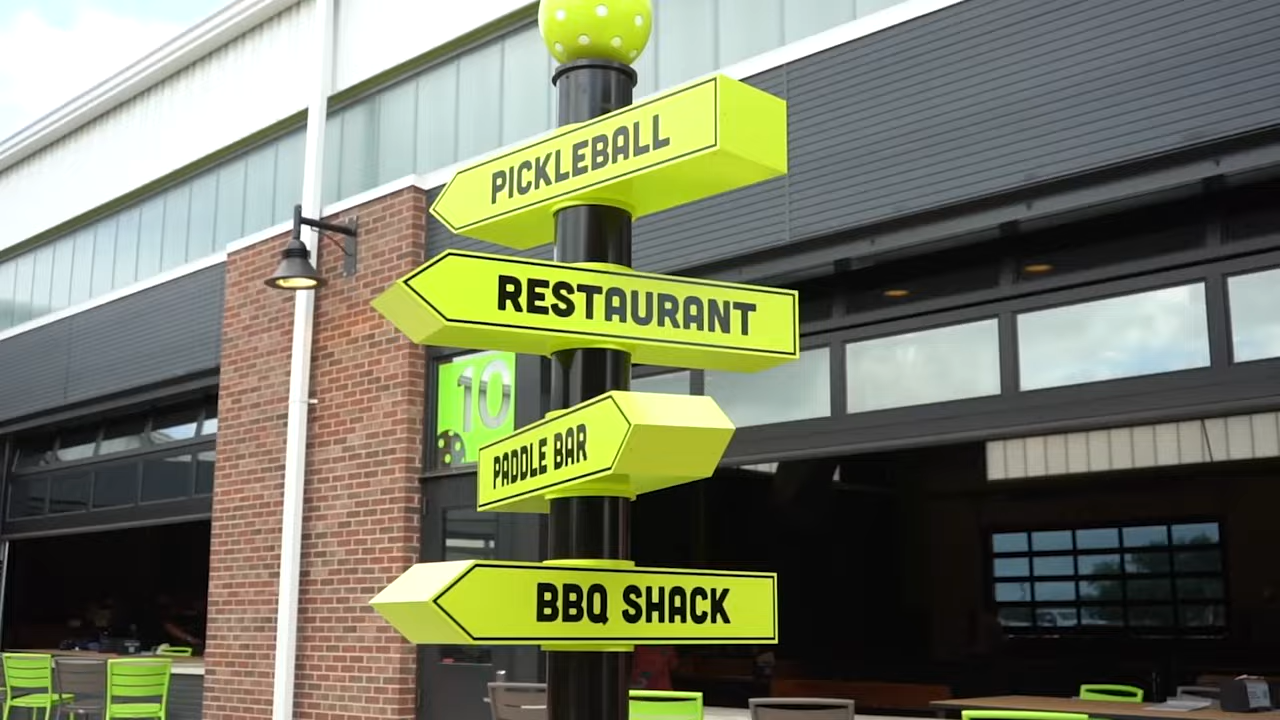 PICKLEBALL
RESTAURANT
10
PADDLE BAR
BBQ SHACK